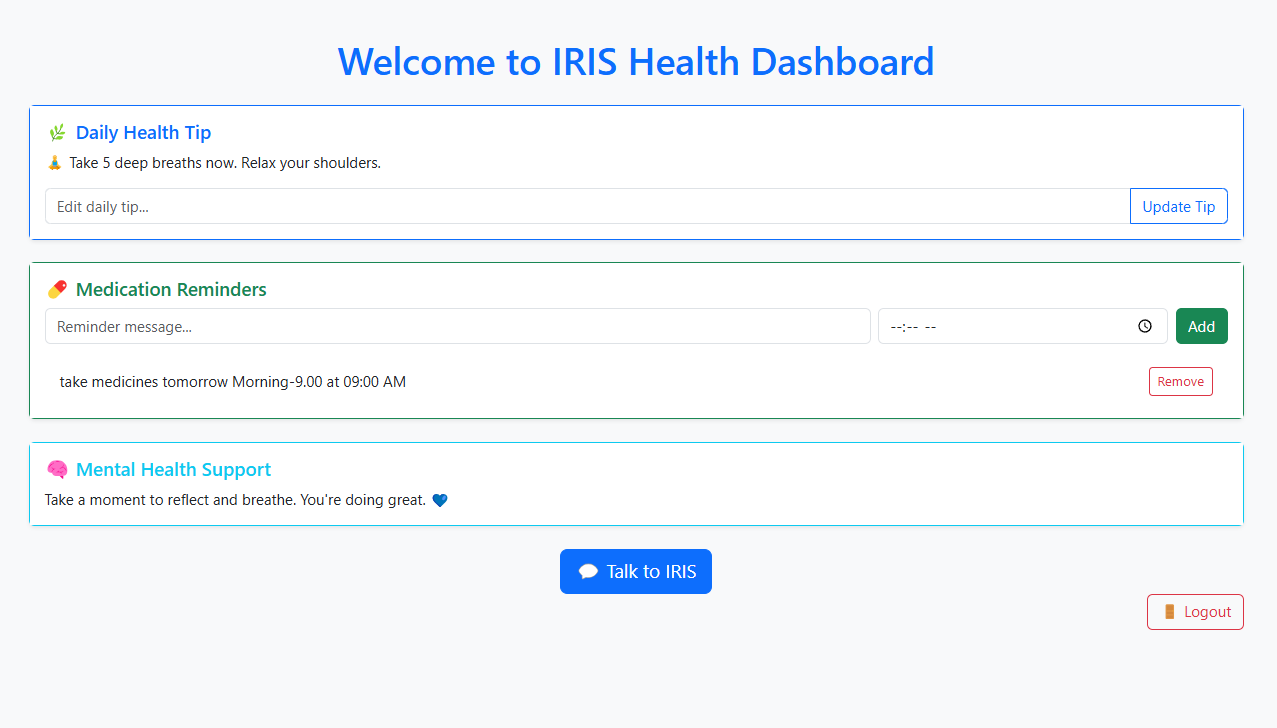 Welcome to IRIS Health Dashboard
🌿 Daily Health Tip
🧘 Take 5 deep breaths now. Relax your shoulders.
Edit daily tip... Update Tip
💊 Medication Reminders
Reminder message... --:-- -- Add
take medicines tomorrow Morning-9.00 at 09:00 AM Remove
🧠 Mental Health Support
Take a moment to reflect and breathe. You're doing great. 💙
💬 Talk to IRIS
🚪 Logout